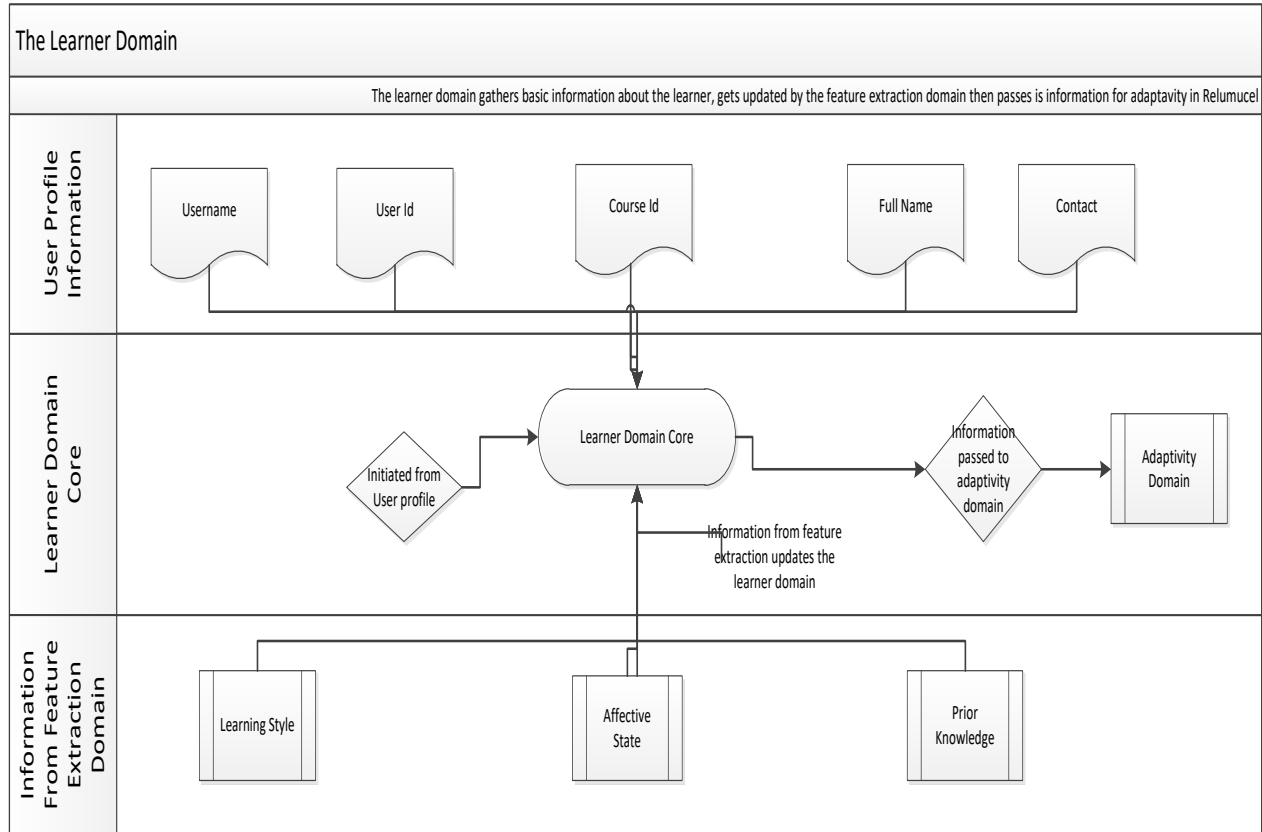 The Learner Domain
The learner domain gathers basic information about the learner, gets updated by the feature extraction domain then passes is information for adaptavity in Relumucel
User Profile
Information
Username
User Id
Course Id
Full Name
Contact
Learner Domain
Core
Initiated from
User profile
Learner Domain Core
Information
passed to
adaptivity
domain
Adaptivity
Domain
Information from feature
extraction updates the
learner domain
Information
From Feature
Extraction
Domain
Learning Style
Affective
State
Prior
Knowledge